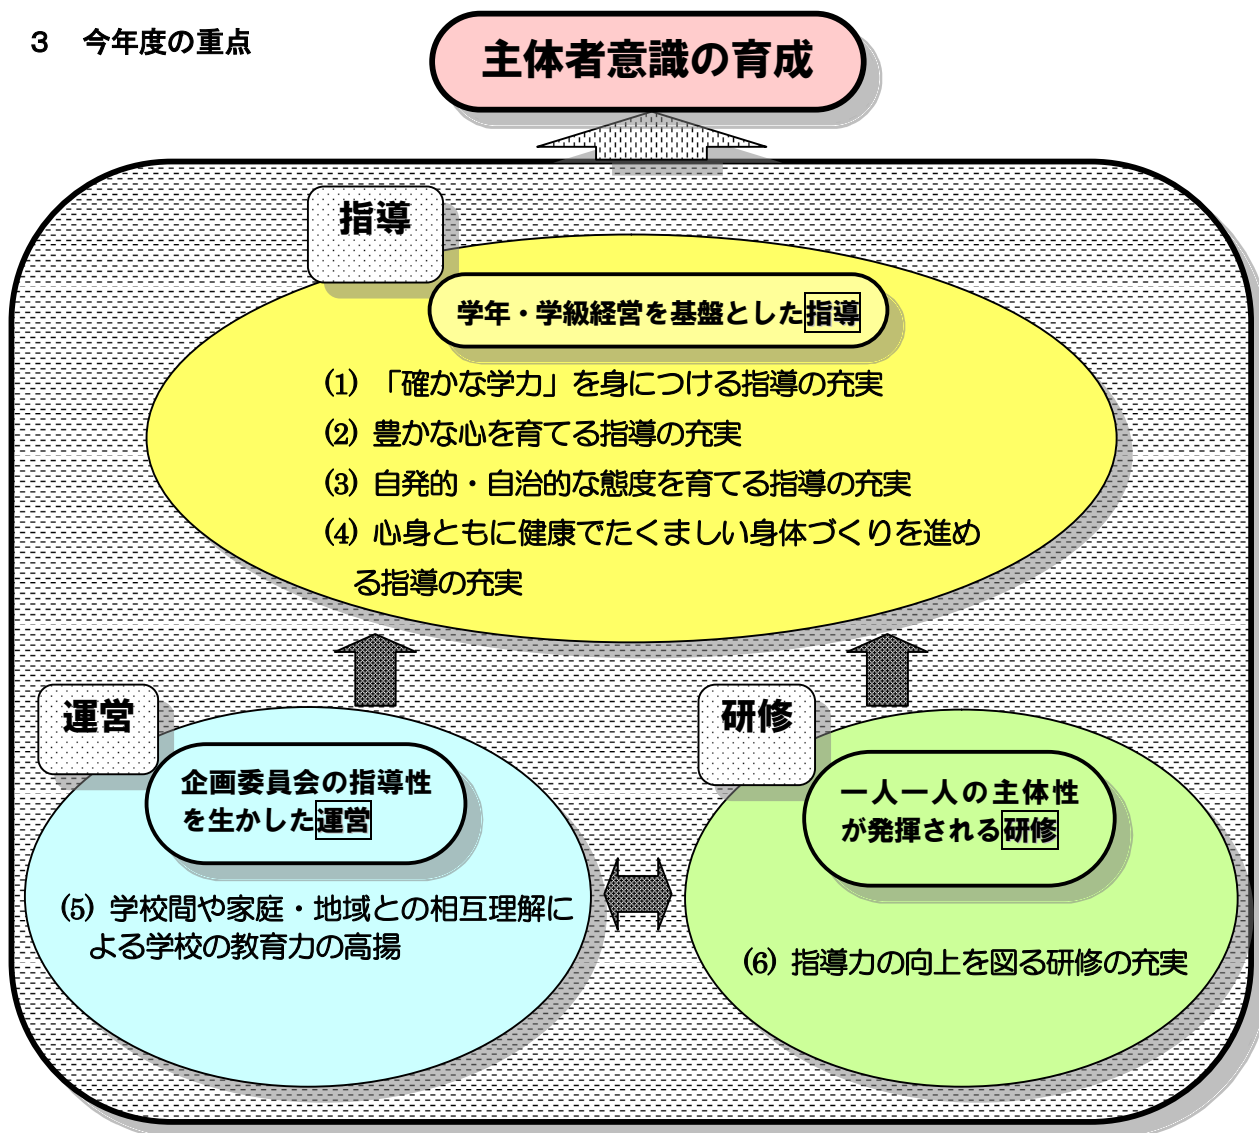 ３　今年度の重点
主体者意識の育成
指導
学年・学級経営を基盤とした指導
(1) 「確かな学力」を身につける指導の充実
(2) 豊かな心を育てる指導の充実
(3) 自発的・自治的な態度を育てる指導の充実
(4) 心身ともに健康でたくましい身体づくりを進め
る指導の充実
運営
企画委員会の指導性
を生かした運営
(5) 学校間や家庭・地域との相互理解に
よる学校の教育力の高揚
研修
一人一人の主体性
が発揮される研修
(6) 指導力の向上を図る研修の充実